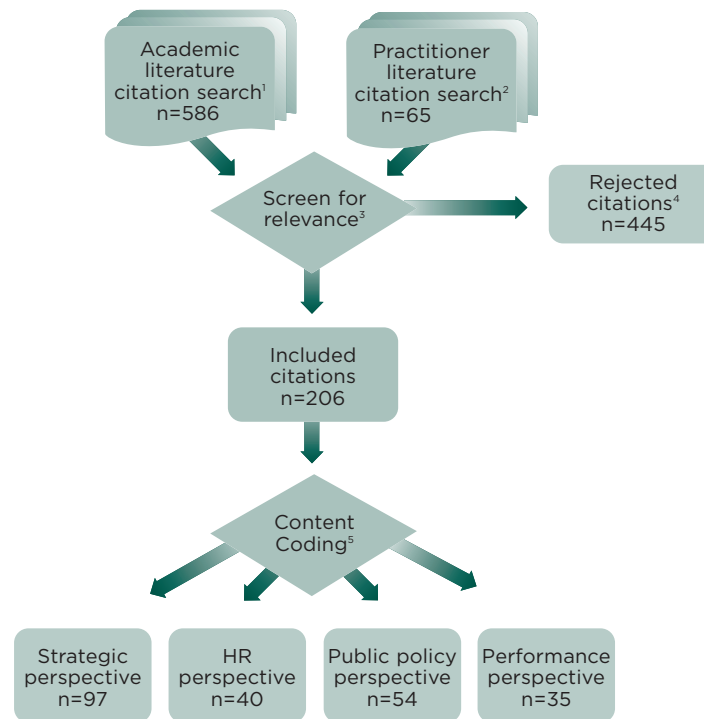 Academic
literature
citation search¹
n=586
Practitioner
literature
citation search²
n=65
Screen for
relevance³
Rejected
citations⁴
n=445
Included
citations
n=206
Content
Coding⁵
Strategic
perspective
n=97
HR
perspective
n=40
Public policy
perspective
n=54
Performance
perspective
n=35